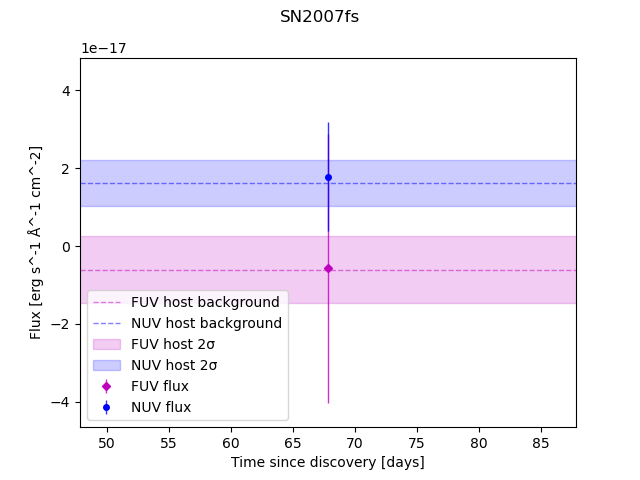 SN2007fs
1e−17
4
2
0
−2
−4
Flux [erg s^-1 Å^-1 cm^-2]
FUV host background
NUV host background
FUV host 2σ
NUV host 2σ
FUV flux
NUV flux
50 55 60 65 70 75 80 85
Time since discovery [days]